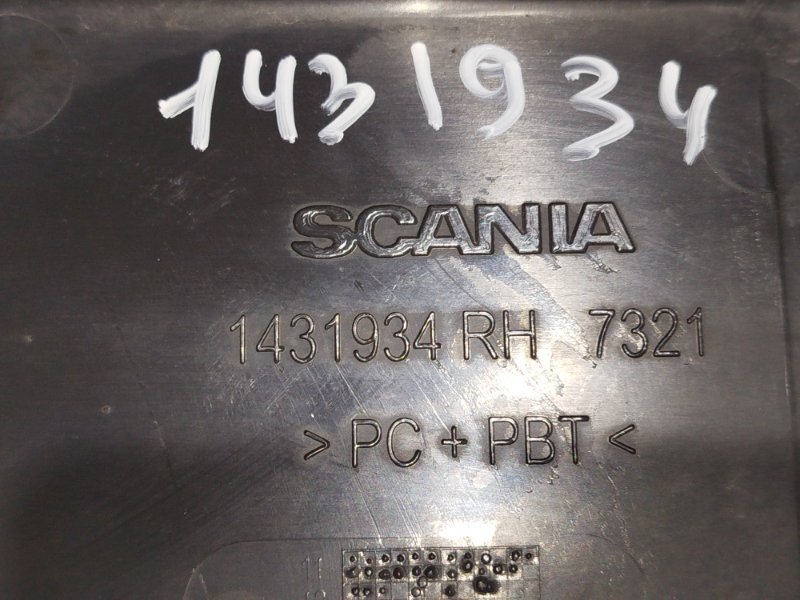 1431934
SCANIA
1431934 RH 7321
> PC + PBT <